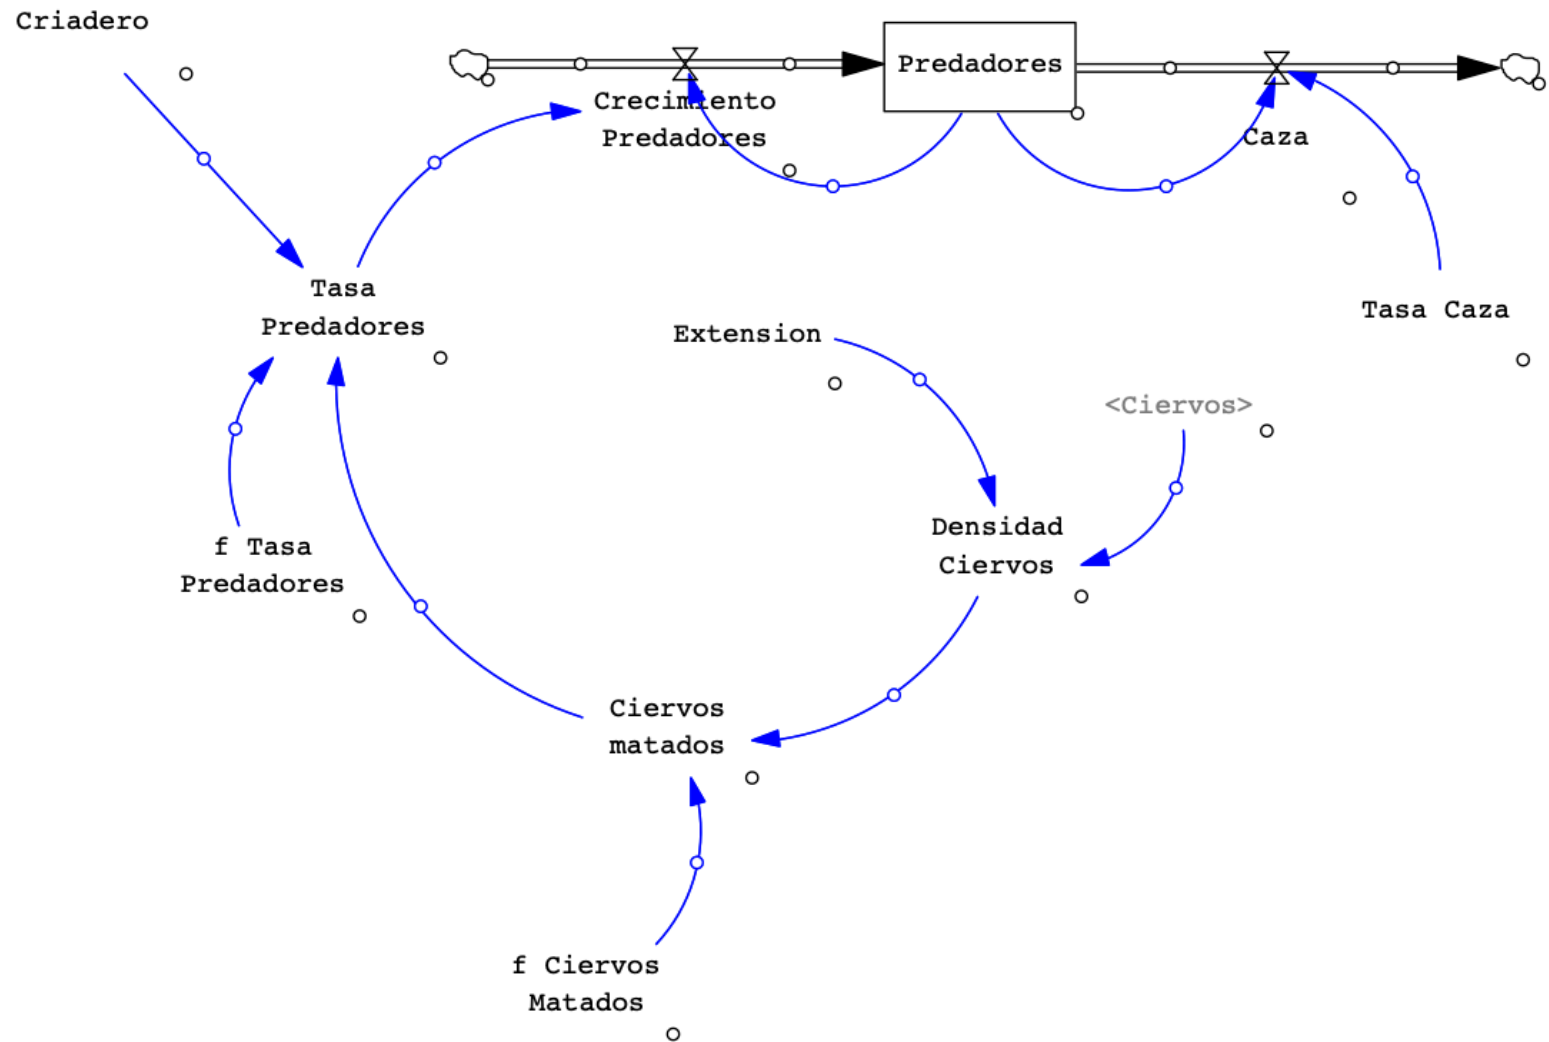 Criadero
Predadores
Crecimiento
Predadores
Caza
Tasa
Predadores
Tasa Caza
Extension
<Ciervos>
Densidad
Ciervos
f Tasa
Predadores
Ciervos
matados
f Ciervos
Matados